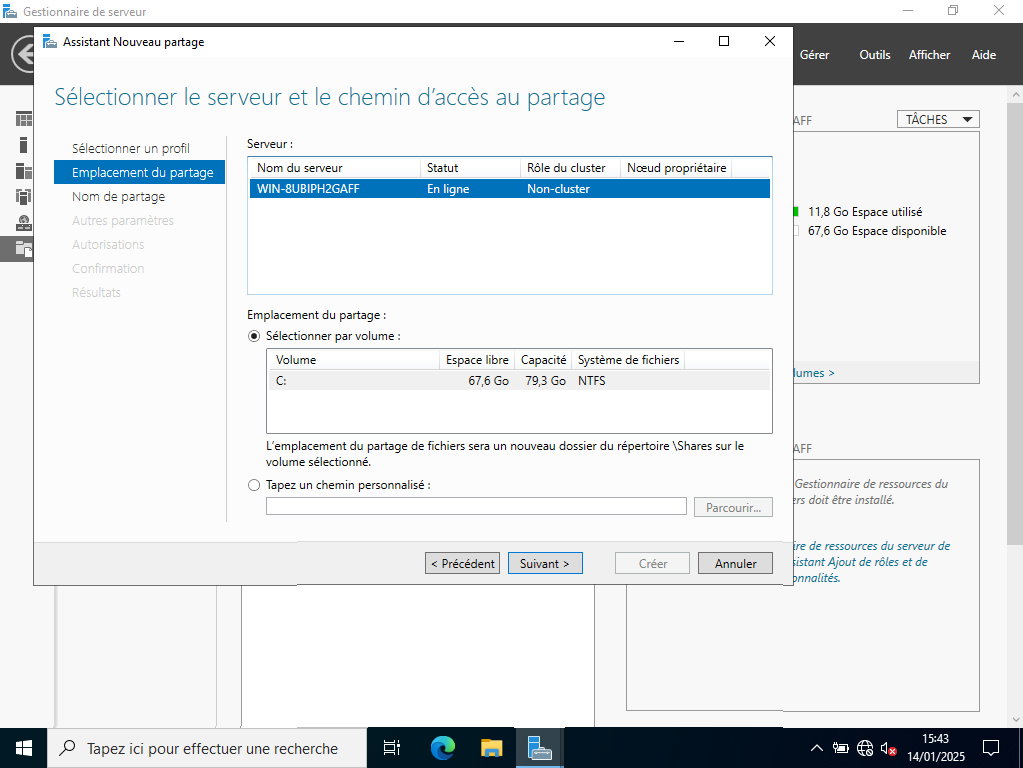 Gestionnaire de serveur
Assistant Nouveau partage
Gérer
Outils
Afficher
Aide
Sélectionner le serveur et le chemin d’accès au partage
AFF
TÂCHES
Sélectionner un profil
Emplacement du partage
Nom de partage
Autres paramètres
Autorisations
Confirmation
Résultats
Serveur :
Nom du serveur Statut Rôle du cluster Nœud propriétaire
WIN-8UBIPH2GAFF En ligne Non-cluster
11,8 Go Espace utilisé
67,6 Go Espace disponible
Emplacement du partage :
Sélectionner par volume :
Volume Espace libre Capacité Système de fichiers
C: 67,6 Go 79,3 Go NTFS
lumes >
L’emplacement du partage de fichiers sera un nouveau dossier du répertoire \Shares sur le
volume sélectionné.
Tapez un chemin personnalisé :
Parcourir...
AFF
Gestionnaire de ressources du
ers doit être installé.
ire de ressources du serveur de
sistant Ajout de rôles et de
onnalités.
< Précédent
Suivant >
Créer
Annuler
Tapez ici pour effectuer une recherche
15:43
14/01/2025